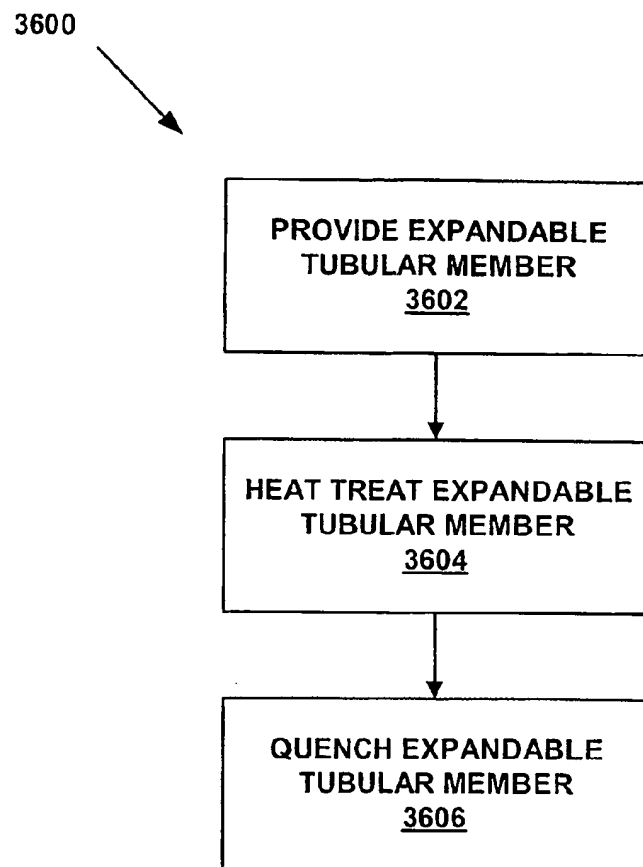 3600
PROVIDE EXPANDABLE
TUBULAR MEMBER
3602
HEAT TREAT EXPANDABLE
TUBULAR MEMBER
3604
QUENCH EXPANDABLE
TUBULAR MEMBER
3606